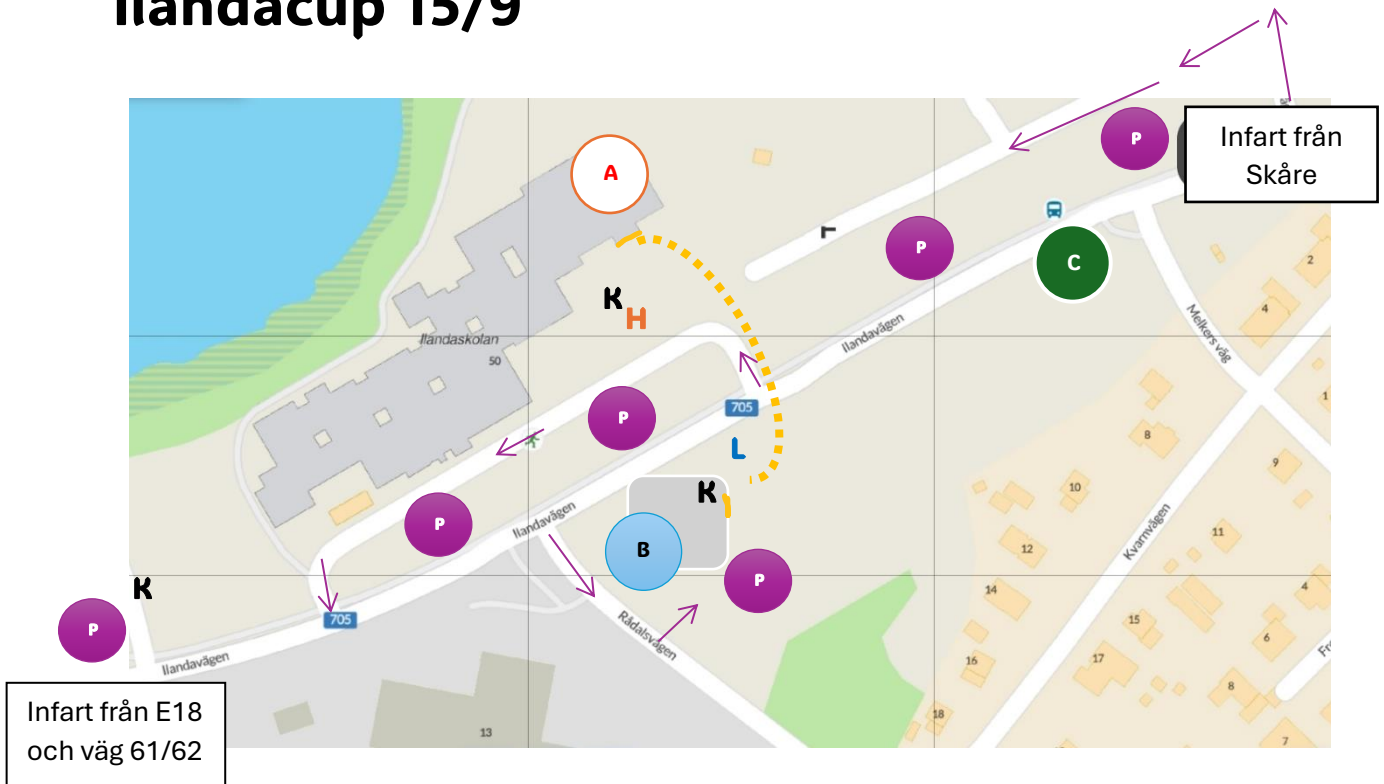 Ilandacup 15/9
Infart från
Skåre
P
A
P
C
2
4
Melkers väg
K
H
Ilandavägen
Ilandaskolan
50
1
705
P
8
L
9
K
10
P
Ilandavägen
11
Kvarnvägen
B
12
P
K
14
4
705
P
Rådalsvägen
15
6
Ilandavägen
16
17
8
18
13
7
Infart från E18
och väg 61/62